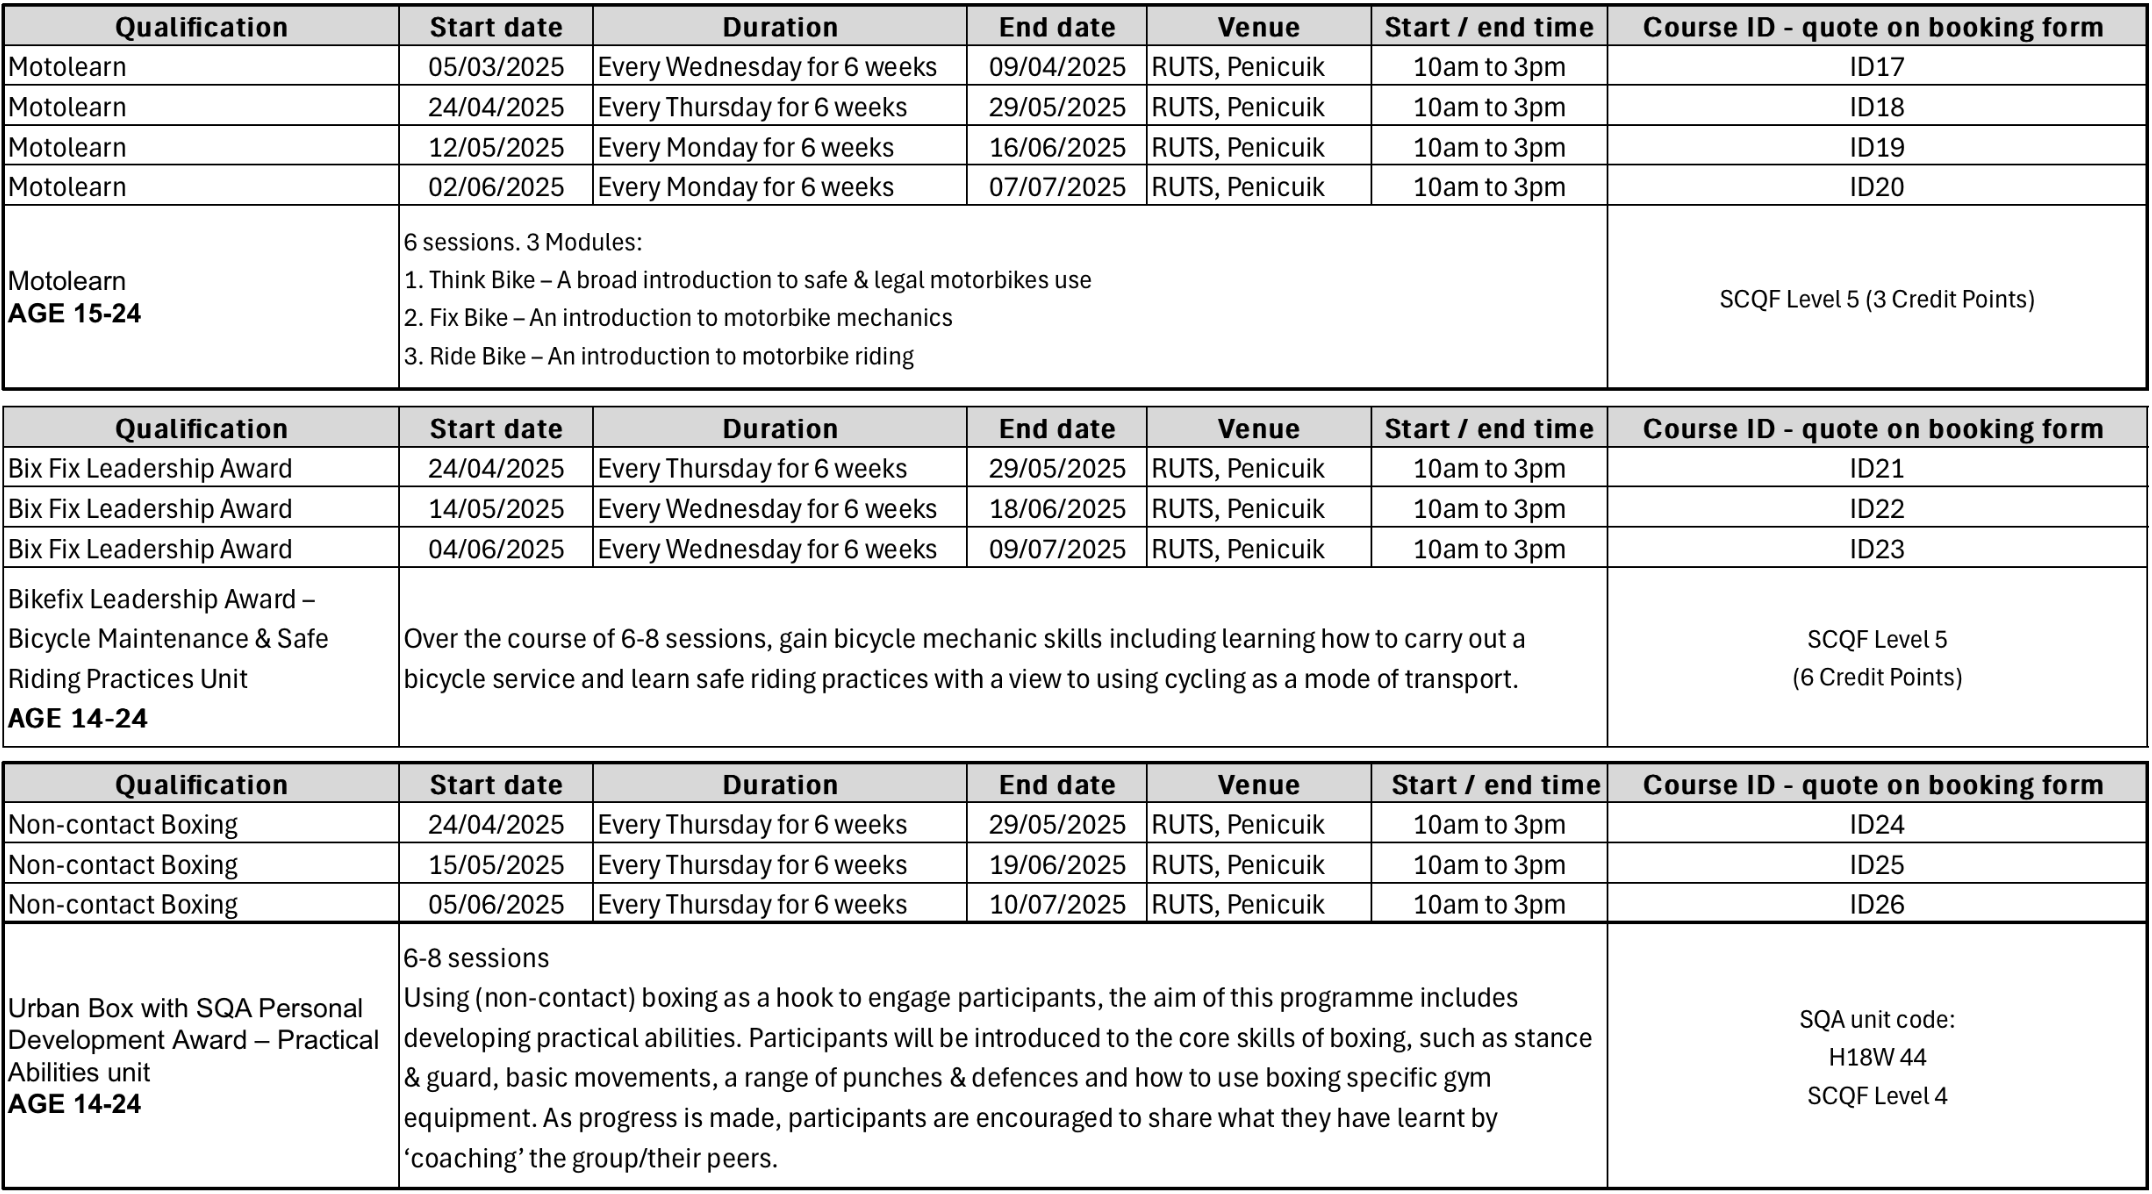 Qualification Start date Duration End date Venue Start / end time Course ID - quote on booking form
Motolearn 05/03/2025 Every Wednesday for 6 weeks 09/04/2025 RUTS, Penicuik 10am to 3pm ID17
Motolearn 24/04/2025 Every Thursday for 6 weeks 29/05/2025 RUTS, Penicuik 10am to 3pm ID18
Motolearn 12/05/2025 Every Monday for 6 weeks 16/06/2025 RUTS, Penicuik 10am to 3pm ID19
Motolearn 02/06/2025 Every Monday for 6 weeks 07/07/2025 RUTS, Penicuik 10am to 3pm ID20
Motolearn
AGE 15-24
6 sessions. 3 Modules:
1. Think Bike – A broad introduction to safe & legal motorbikes use
2. Fix Bike – An introduction to motorbike mechanics
3. Ride Bike – An introduction to motorbike riding
SCQF Level 5 (3 Credit Points)
Qualification Start date Duration End date Venue Start / end time Course ID - quote on booking form
Bix Fix Leadership Award 24/04/2025 Every Thursday for 6 weeks 29/05/2025 RUTS, Penicuik 10am to 3pm ID21
Bix Fix Leadership Award 14/05/2025 Every Wednesday for 6 weeks 18/06/2025 RUTS, Penicuik 10am to 3pm ID22
Bix Fix Leadership Award 04/06/2025 Every Wednesday for 6 weeks 09/07/2025 RUTS, Penicuik 10am to 3pm ID23
Bikefix Leadership Award –
Bicycle Maintenance & Safe
Riding Practices Unit
AGE 14-24
Over the course of 6-8 sessions, gain bicycle mechanic skills including learning how to carry out a
bicycle service and learn safe riding practices with a view to using cycling as a mode of transport.
SCQF Level 5
(6 Credit Points)
Qualification Start date Duration End date Venue Start / end time Course ID - quote on booking form
Non-contact Boxing 24/04/2025 Every Thursday for 6 weeks 29/05/2025 RUTS, Penicuik 10am to 3pm ID24
Non-contact Boxing 15/05/2025 Every Thursday for 6 weeks 19/06/2025 RUTS, Penicuik 10am to 3pm ID25
Non-contact Boxing 05/06/2025 Every Thursday for 6 weeks 10/07/2025 RUTS, Penicuik 10am to 3pm ID26
Urban Box with SQA Personal
Development Award – Practical
Abilities unit
AGE 14-24
6-8 sessions
Using (non-contact) boxing as a hook to engage participants, the aim of this programme includes
developing practical abilities. Participants will be introduced to the core skills of boxing, such as stance
& guard, basic movements, a range of punches & defences and how to use boxing specific gym
equipment. As progress is made, participants are encouraged to share what they have learnt by
‘coaching’ the group/their peers.
SQA unit code:
H18W 44
SCQF Level 4